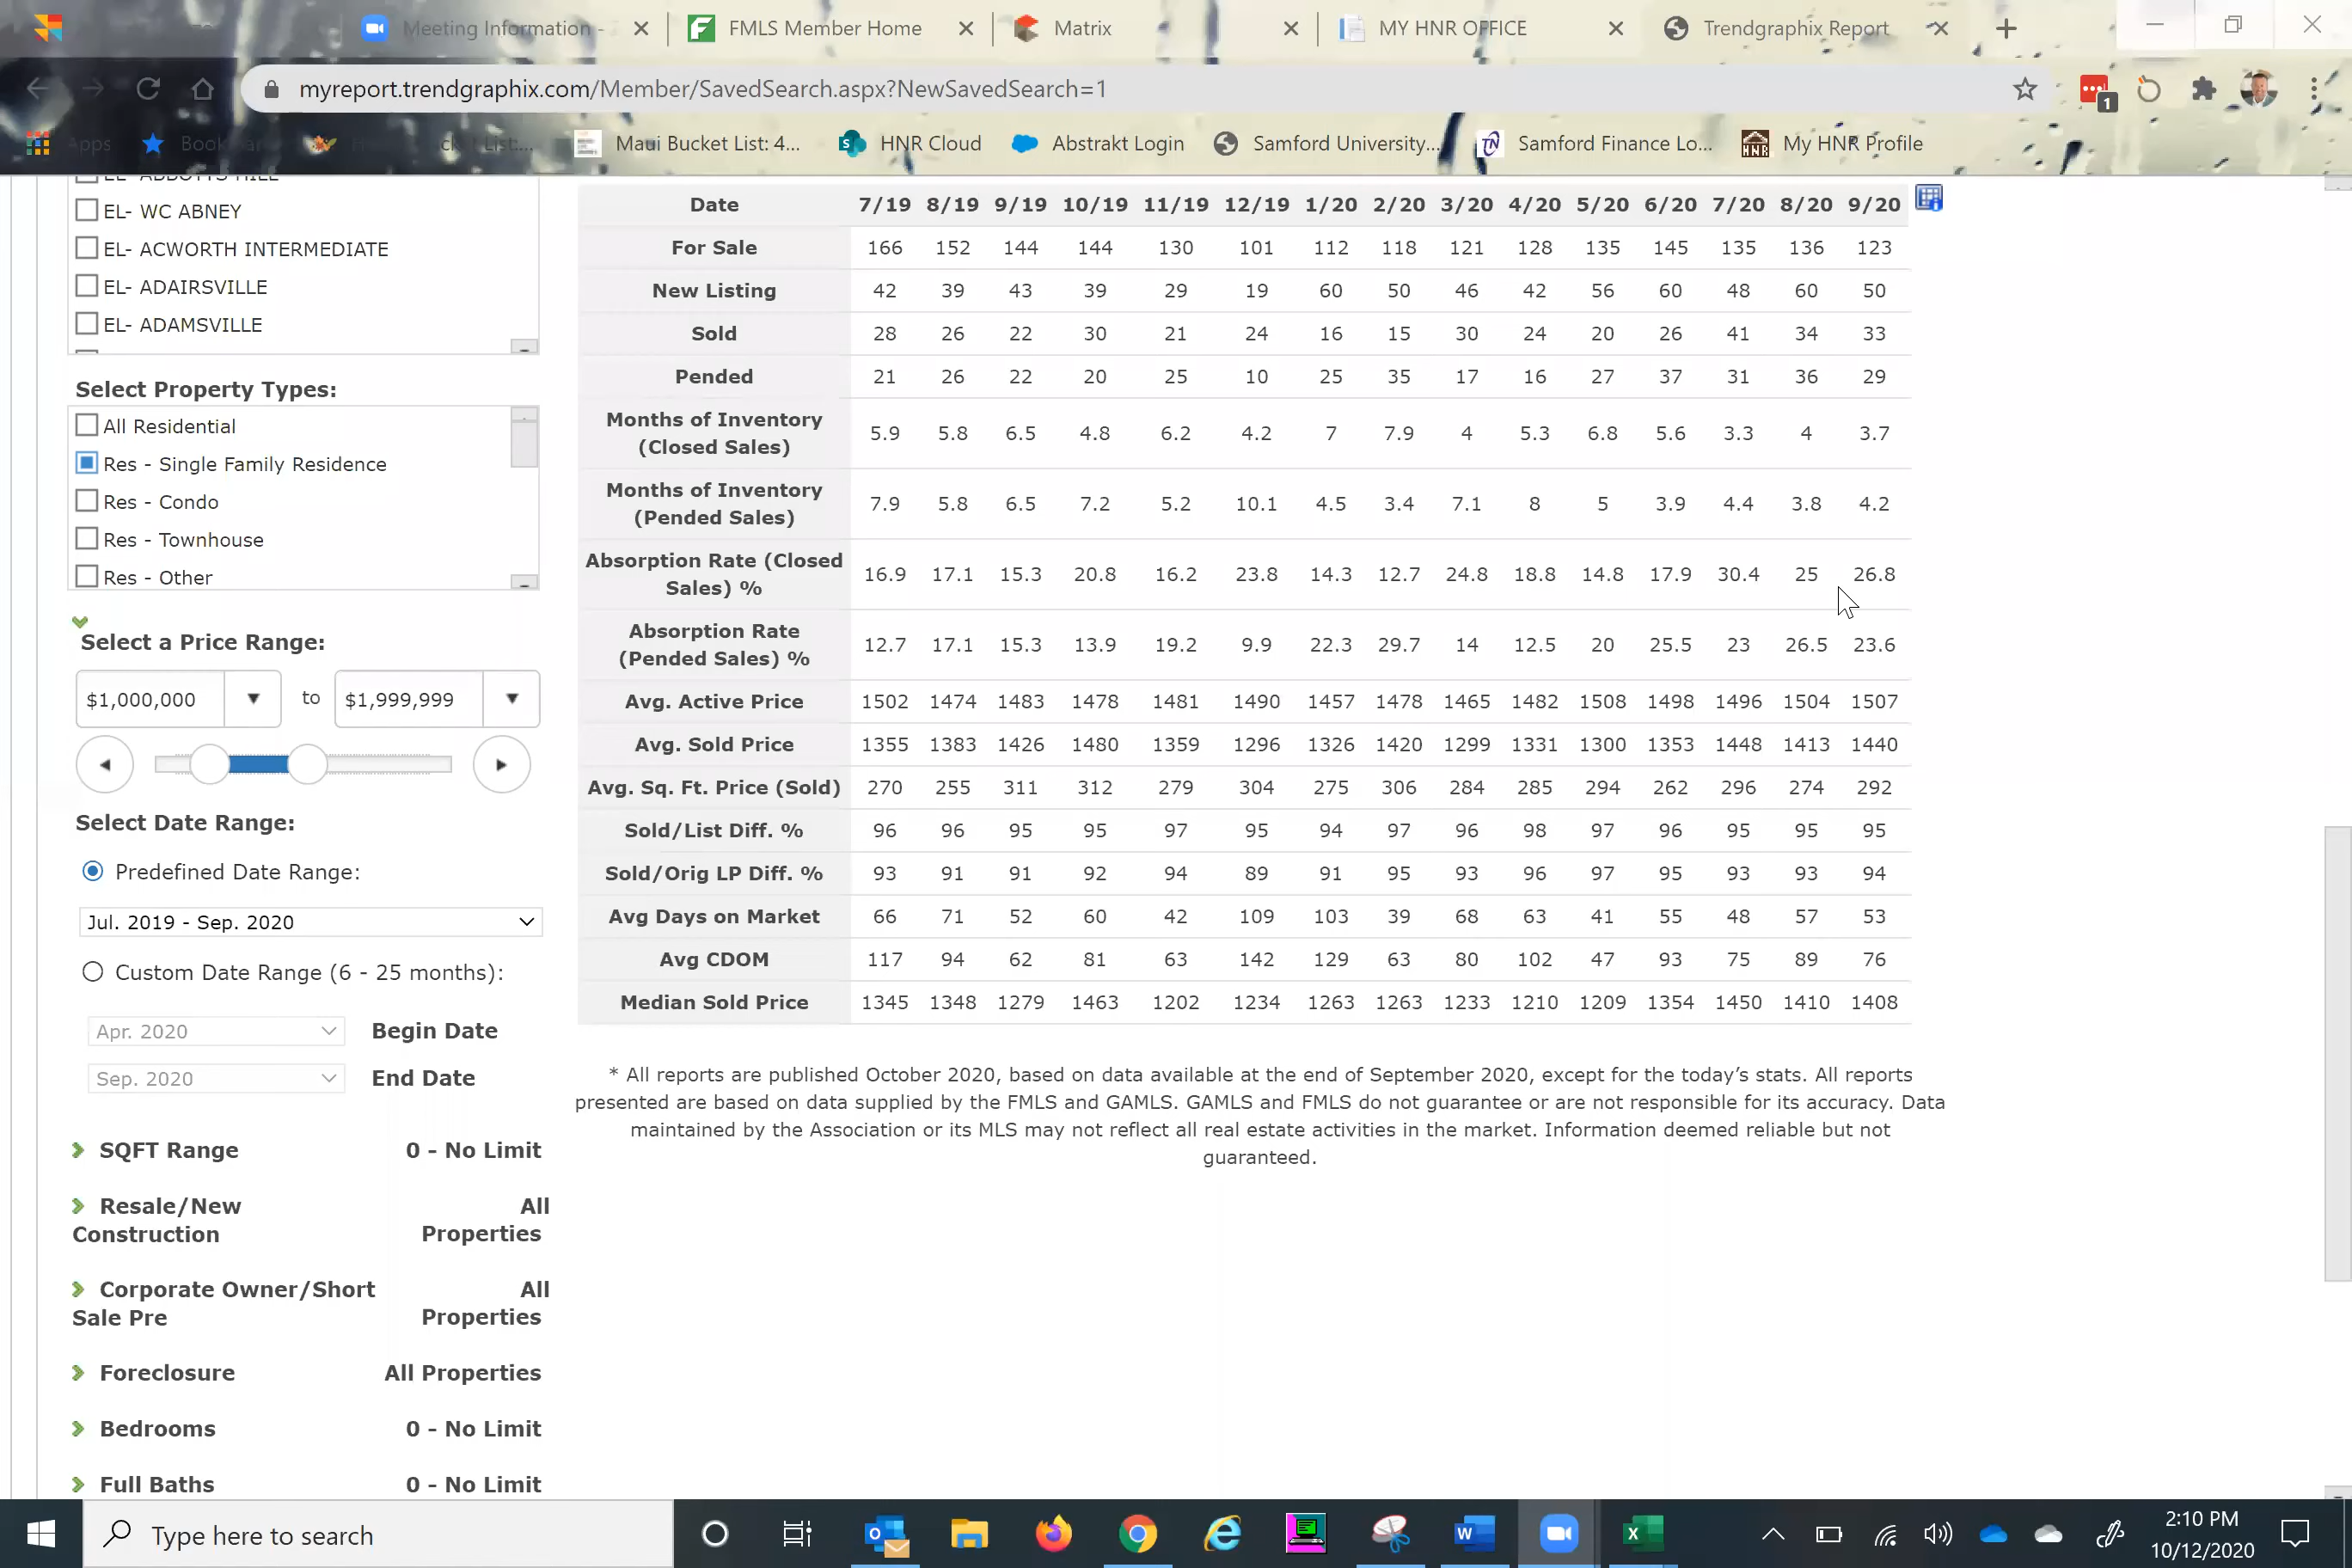 Meeting Information -
FMLS Member Home
Matrix
MY HNR OFFICE
Trendgraphix Report
myreport.trendgraphix.com/Member/SavedSearch.aspx?NewSavedSearch=1
1
Apps
Maui Bucket List: 4...
HNR Cloud
Abstrakt Login
Samford University...
Samford Finance Lo...
My HNR Profile
EL- ABBOTTS HILL
EL- WC ABNEY
EL- ACWORTH INTERMEDIATE
EL- ADAIRSVILLE
EL- ADAMSVILLE
Select Property Types:
All Residential
Res - Single Family Residence
Res - Condo
Res - Townhouse
Res - Other
Select a Price Range:
$1,000,000 to $1,999,999
Select Date Range:
Predefined Date Range:
Jul. 2019 - Sep. 2020
Custom Date Range (6 - 25 months):
Apr. 2020 Begin Date
Sep. 2020 End Date
SQFT Range 0 - No Limit
Resale/New Construction All Properties
Corporate Owner/Short Sale Pre All Properties
Foreclosure All Properties
Bedrooms 0 - No Limit
Full Baths 0 - No Limit
Date 7/19 8/19 9/19 10/19 11/19 12/19 1/20 2/20 3/20 4/20 5/20 6/20 7/20 8/20 9/20
For Sale 166 152 144 144 130 101 112 118 121 128 135 145 135 136 123
New Listing 42 39 43 39 29 19 60 50 46 42 56 60 48 60 50
Sold 28 26 22 30 21 24 16 15 30 24 20 26 41 34 33
Pended 21 26 22 20 25 10 25 35 17 16 27 37 31 36 29
Months of Inventory (Closed Sales) 5.9 5.8 6.5 4.8 6.2 4.2 7 7.9 4 5.3 6.8 5.6 3.3 4 3.7
Months of Inventory (Pended Sales) 7.9 5.8 6.5 7.2 5.2 10.1 4.5 3.4 7.1 8 5 3.9 4.4 3.8 4.2
Absorption Rate (Closed Sales) % 16.9 17.1 15.3 20.8 16.2 23.8 14.3 12.7 24.8 18.8 14.8 17.9 30.4 25 26.8
Absorption Rate (Pended Sales) % 12.7 17.1 15.3 13.9 19.2 9.9 22.3 29.7 14 12.5 20 25.5 23 26.5 23.6
Avg. Active Price 1502 1474 1483 1478 1481 1490 1457 1478 1465 1482 1508 1498 1496 1504 1507
Avg. Sold Price 1355 1383 1426 1480 1359 1296 1326 1420 1299 1331 1300 1353 1448 1413 1440
Avg. Sq. Ft. Price (Sold) 270 255 311 312 279 304 275 306 284 285 294 262 296 274 292
Sold/List Diff. % 96 96 95 95 97 95 94 97 96 98 97 96 95 95 95
Sold/Orig LP Diff. % 93 91 91 92 94 89 91 95 93 96 97 95 93 93 94
Avg Days on Market 66 71 52 60 42 109 103 39 68 63 41 55 48 57 53
Avg CDOM 117 94 62 81 63 142 129 63 80 102 47 93 75 89 76
Median Sold Price 1345 1348 1279 1463 1202 1234 1263 1263 1233 1210 1209 1354 1450 1410 1408
* All reports are published October 2020, based on data available at the end of September 2020, except for the today's stats. All reports
presented are based on data supplied by the FMLS and GAMLS. GAMLS and FMLS do not guarantee or are not responsible for its accuracy. Data
maintained by the Association or its MLS may not reflect all real estate activities in the market. Information deemed reliable but not
guaranteed.
Type here to search
2:10 PM
10/12/2020